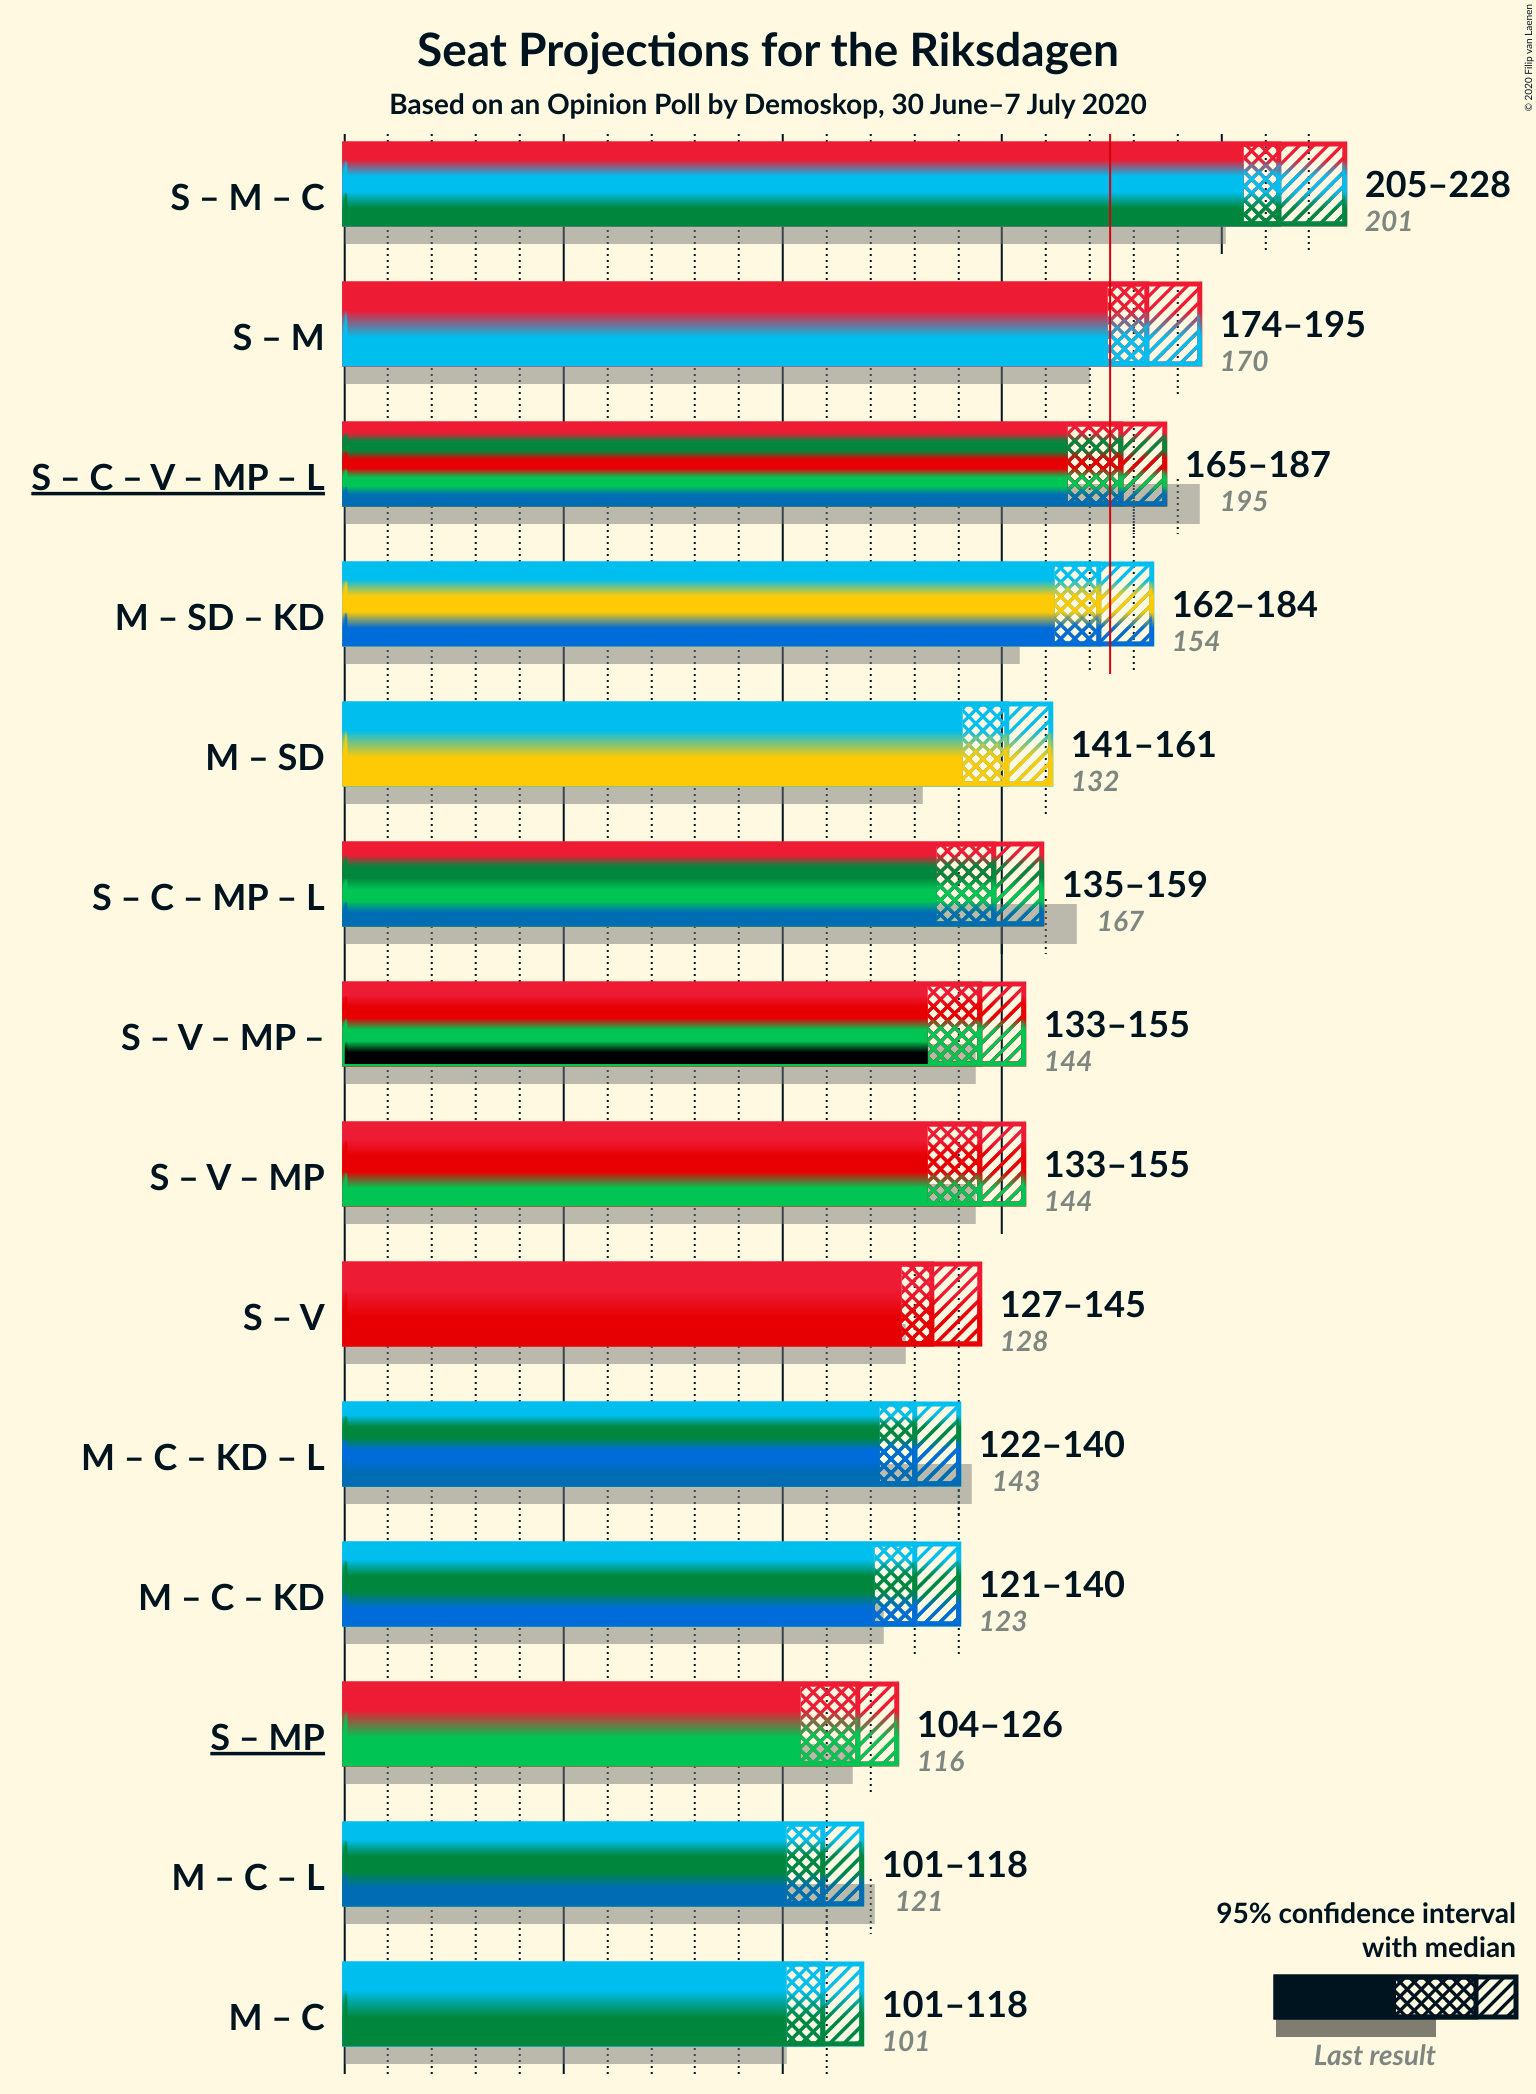 Seat Projections for the Riksdagen
Based on an Opinion Poll by Demoskop, 30 June–7 July 2020
© 2020 Filip van Laenen
S – M – C
205–228
201
S – M
174–195
170
S – C – V – MP – L
165–187
195
M – SD – KD
162–184
154
M – SD
141–161
132
S – C – MP – L
135–159
167
S – V – MP –
133–155
144
S – V – MP
133–155
144
S – V
127–145
128
M – C – KD – L
122–140
143
M – C – KD
121–140
123
S – MP
104–126
116
M – C – L
101–118
121
M – C
101–118
101
95% confidence interval
with median
Last result